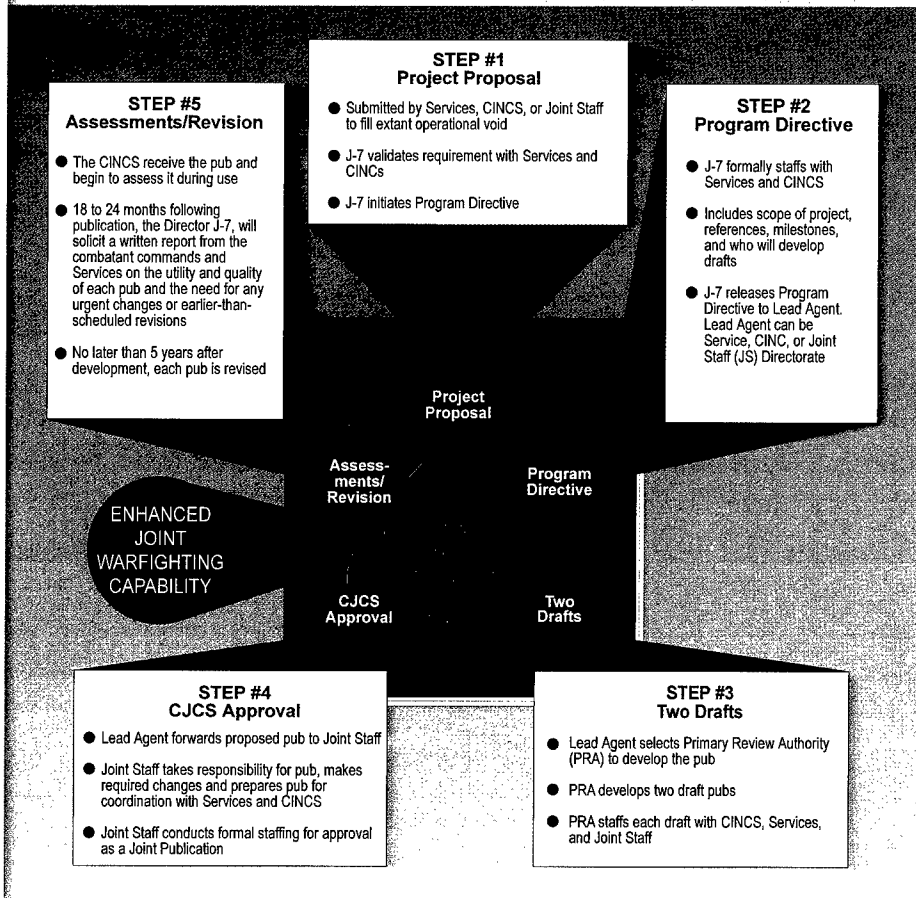 STEP #1
Project Proposal
● Submitted by Services, CINCS, or Joint Staff
to fill extant operational void
● J-7 validates requirement with Services and
CINCs
● J-7 initiates Program Directive
STEP #2
Program Directive
● J-7 formally staffs with
Services and CINCS
● Includes scope of project,
references, milestones,
and who will develop
drafts
● J-7 releases Program
Directive to Lead Agent.
Lead Agent can be
Service, CINC, or Joint
Staff (JS) Directorate
STEP #3
Two Drafts
● Lead Agent selects Primary Review Authority
(PRA) to develop the pub
● PRA develops two draft pubs
● PRA staffs each draft with CINCS, Services,
and Joint Staff
STEP #4
CJCS Approval
● Lead Agent forwards proposed pub to Joint Staff
● Joint Staff takes responsibility for pub, makes
required changes and prepares pub for
coordination with Services and CINCS
● Joint Staff conducts formal staffing for approval
as a Joint Publication
STEP #5
Assessments/Revision
● The CINCS receive the pub and
begin to assess it during use
● 18 to 24 months following
publication, the Director J-7, will
solicit a written report from the
combatant commands and
Services on the utility and quality
of each pub and the need for any
urgent changes or earlier-than-
scheduled revisions
● No later than 5 years after
development, each pub is revised
Project
Proposal
Program
Directive
Two
Drafts
CJCS
Approval
Assess-
ments/
Revision
ENHANCED
JOINT
WARFIGHTING
CAPABILITY